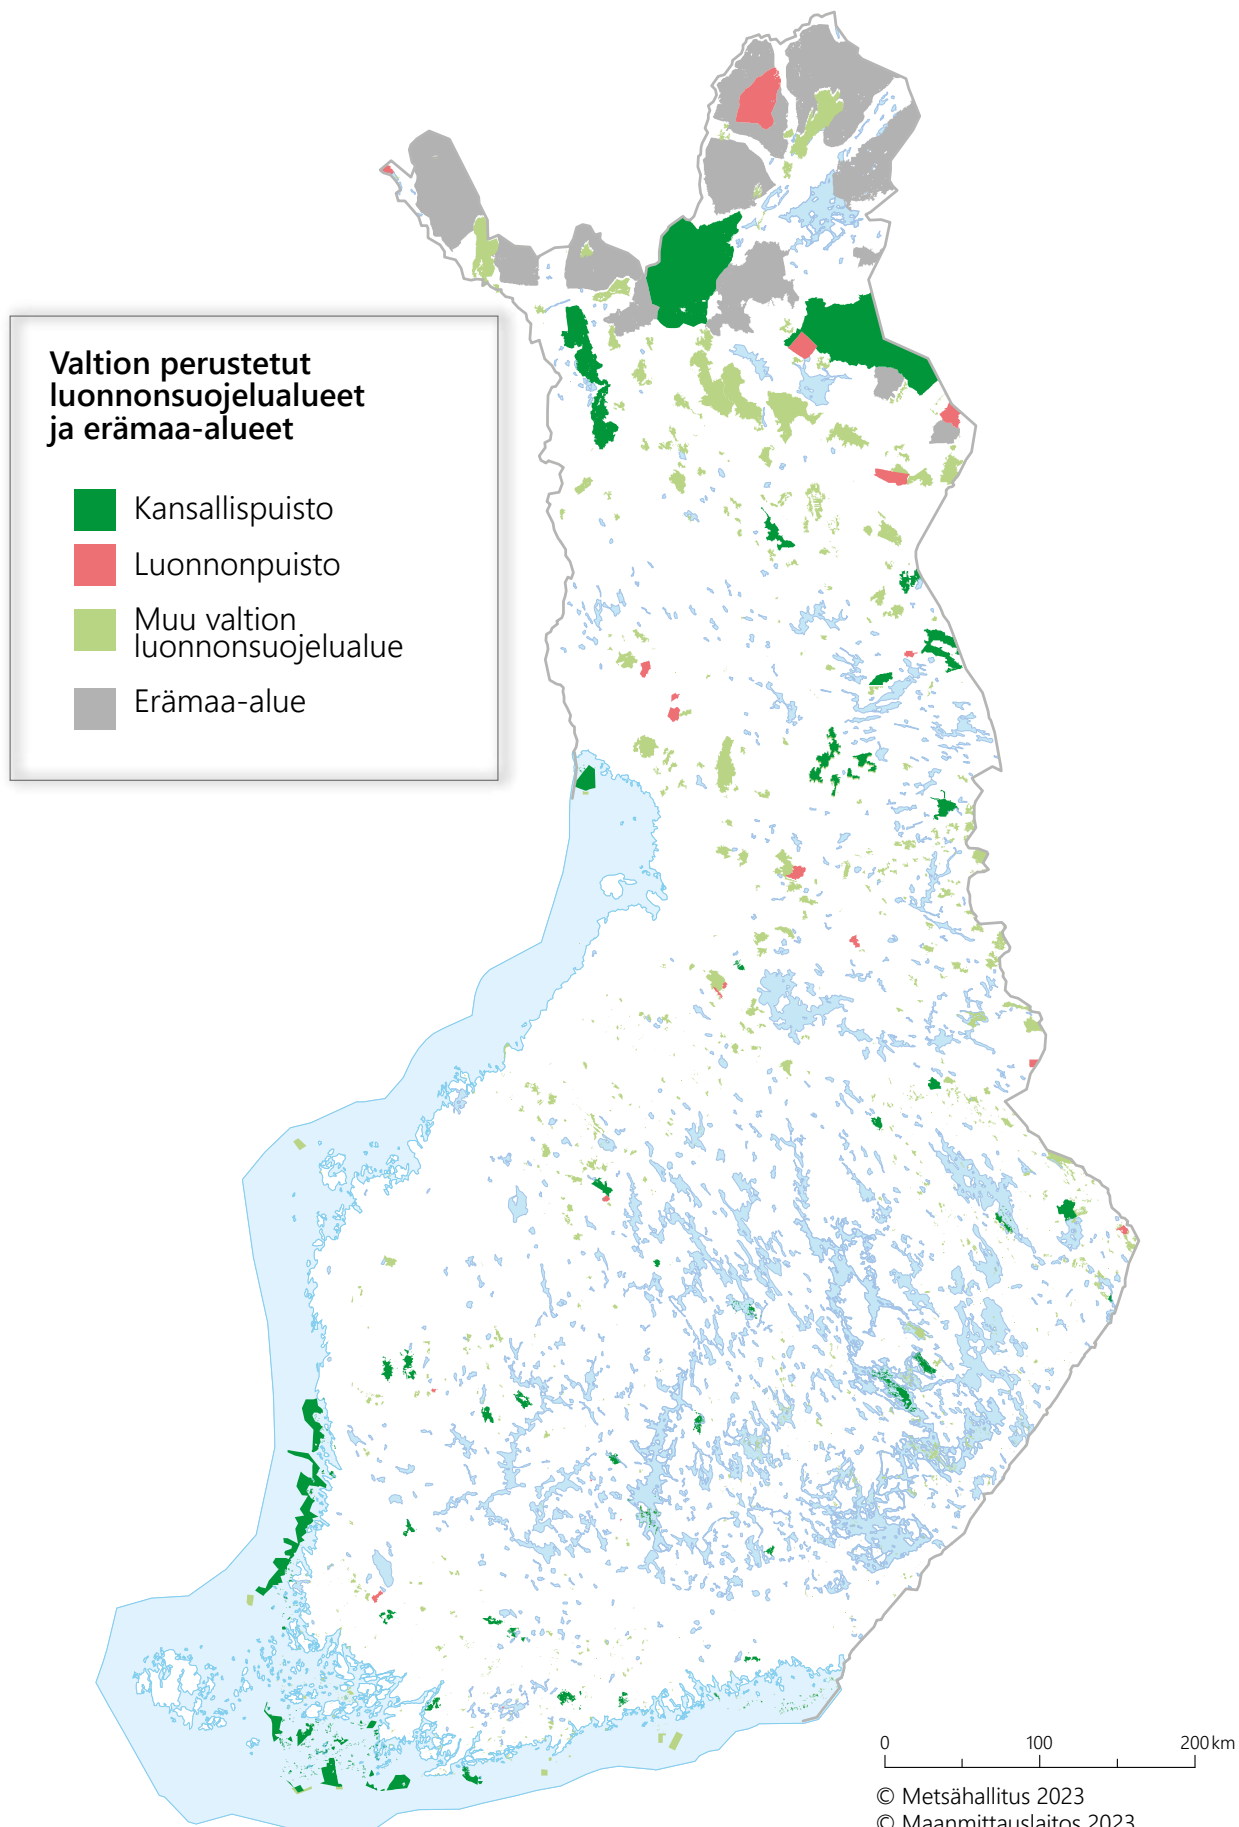 Valtion perustetut
luonnonsuojelualueet
ja erämaa-alueet
Kansallispuisto
Luonnonpuisto
Muu valtion
luonnonsuojelualue
Erämaa-alue
0 100 200 km
© Metsähallitus 2023
© Maanmittauslaitos 2023